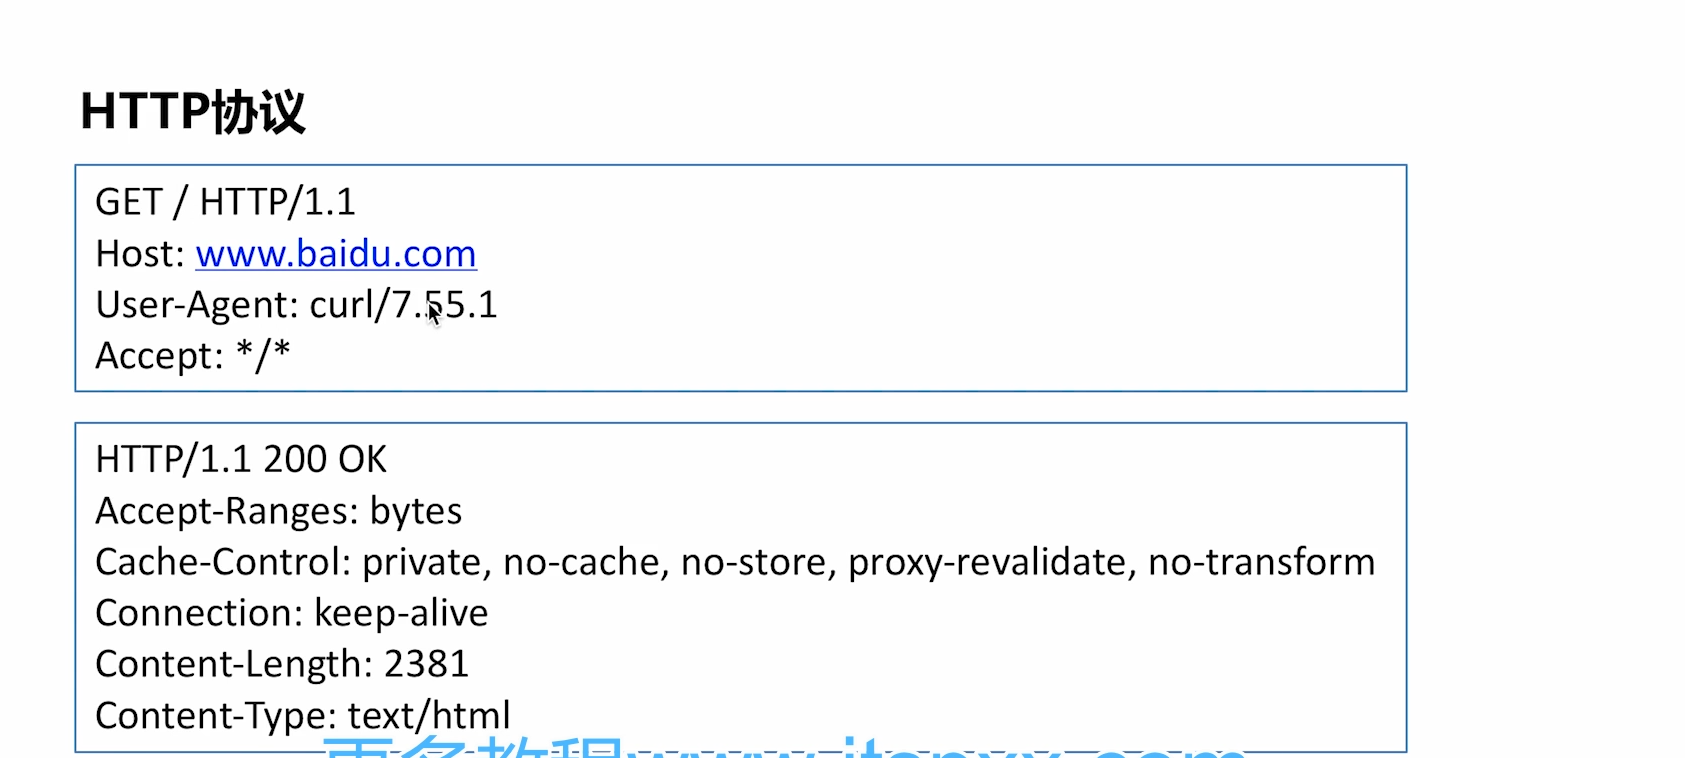 HTTP协议
GET / HTTP/1.1
Host: www.baidu.com
User-Agent: curl/7.55.1
Accept: */*
HTTP/1.1 200 OK
Accept-Ranges: bytes
Cache-Control: private, no-cache, no-store, proxy-revalidate, no-transform
Connection: keep-alive
Content-Length: 2381
Content-Type: text/html